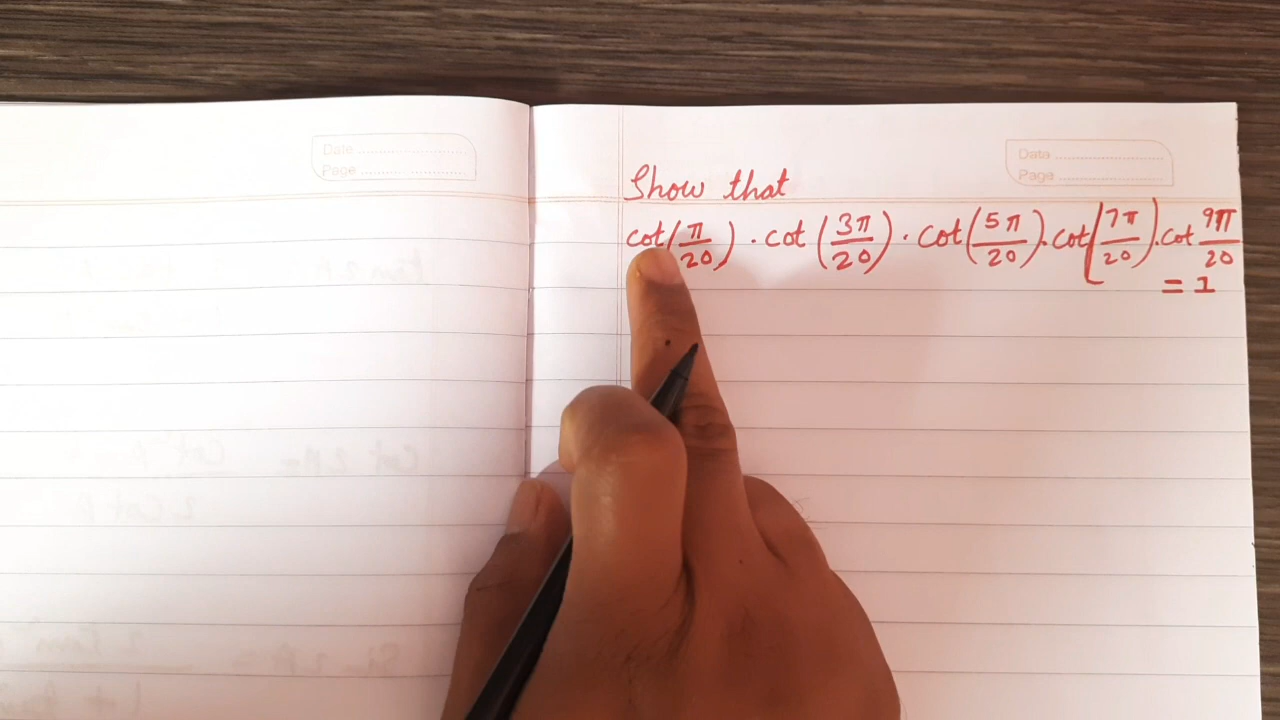 Date
Page
Date
Page
Show that
cot(π/20) · cot(3π/20) · cot(5π/20) · cot(7π/20) · cot 9π/20
= 1